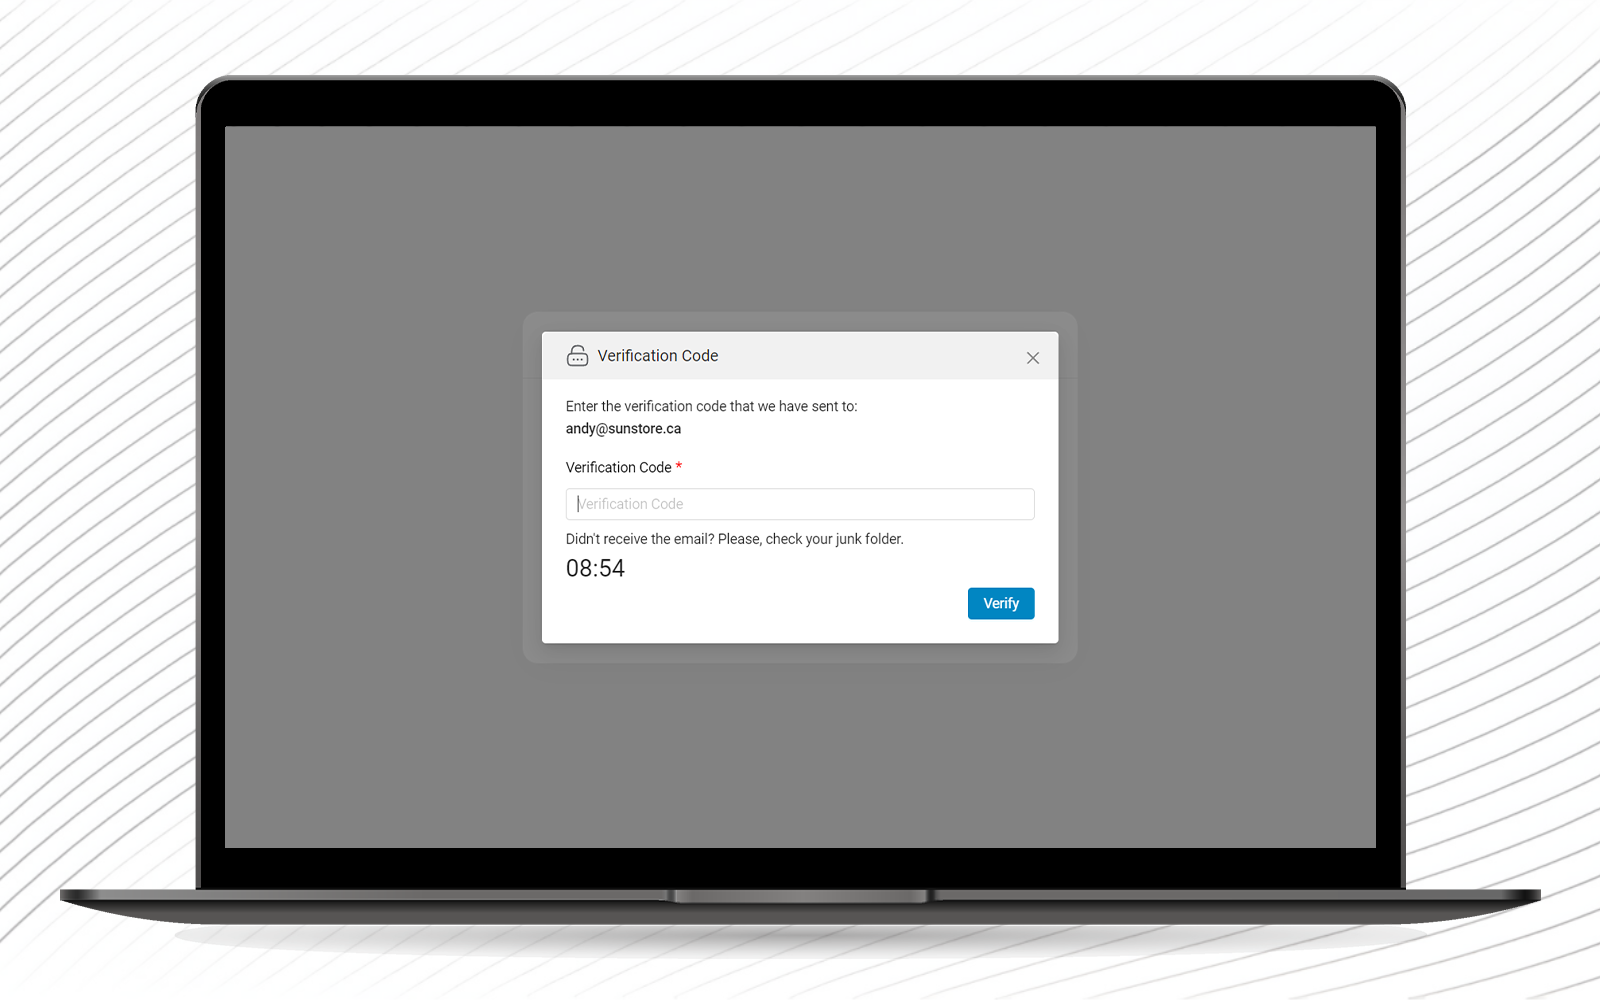 Verification Code
Enter the verification code that we have sent to:
andy@sunstore.ca
Verification Code *
Verification Code
Didn't receive the email? Please, check your junk folder.
08:54
Verify